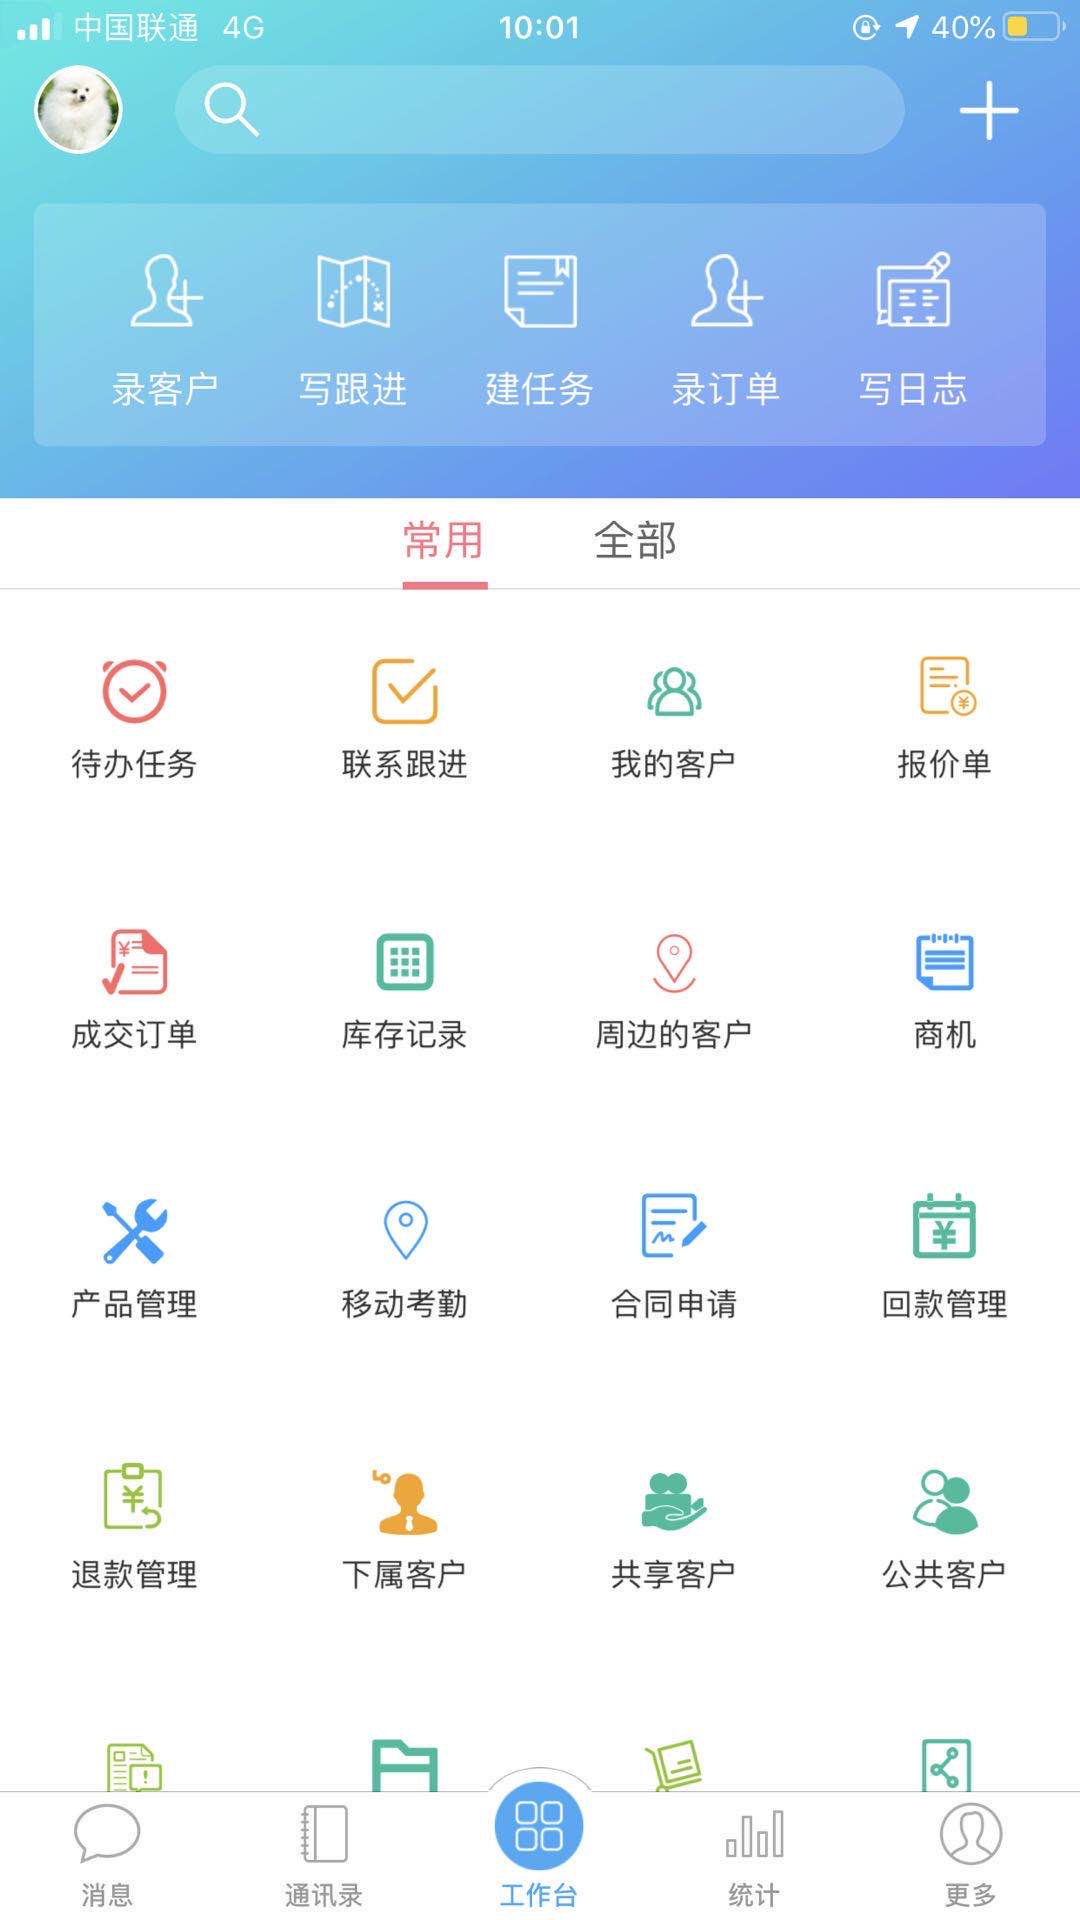 中国联通 4G 10:01 40%
录客户 写跟进 建任务 录订单 写日志
常用 全部
待办任务 联系跟进 我的客户 报价单
成交订单 库存记录 周边的客户 商机
产品管理 移动考勤 合同申请 回款管理
退款管理 下属客户 共享客户 公共客户
消息 通讯录 工作台 统计 更多